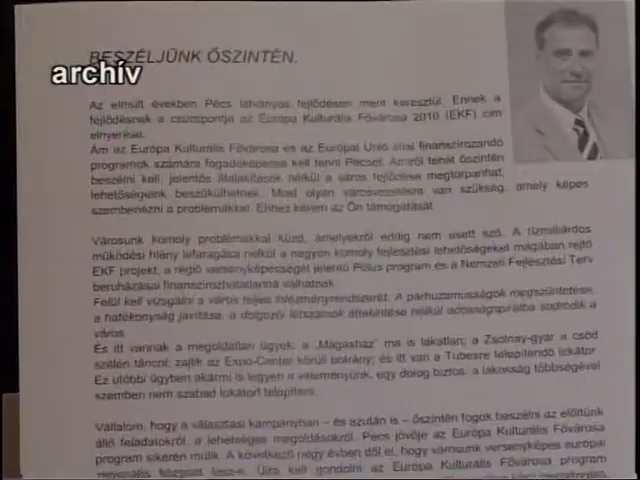 BESZÉLJÜNK ŐSZINTÉN.
archív
Az elmúlt években Pécs látványos fejlődésen ment keresztül. Ennek a
fejlődésnek a csúcspontja az Európa Kulturális Fővárosa 2010 (EKF) cím
elnyerése.
Ám az Európa Kulturális Fővárosa és az Európai Unió által finanszírozandó
programok számára fogadóképessé kell tenni Pécset. Amiről tehát őszintén
beszélni kell: jelentős átalakítások nélkül a város fejlődése megtorpanhat,
lehetőségeink beszűkülhetnek. Most olyan városvezetésre van szükség, amely képes
szembenézni a problémákkal. Ehhez kérem az Ön támogatását.
Városunk komoly problémákkal küzd, amelyekről eddig nem esett szó. A tízmilliárdos
működési hiány lefaragása nélkül a nagyon komoly fejlesztési lehetőségeket magában rejtő
EKF projekt, a régió versenyképességét jelentő Pólus program és a Nemzeti Fejlesztési Terv
beruházásai finanszírozhatatlanná válhatnak.
Felül kell vizsgálni a város teljes intézményrendszerét. A párhuzamosságok megszüntetése,
a hatékonyság javítása, a dolgozói létszámok áttekintése nélkül adósságspirálba sodródik a
város.
És itt vannak a megoldatlan ügyek: a „Magasház” ma is lakatlan; a Zsolnay-gyár a csőd
szélén táncol; zajlik az Expo-Center körüli botrány; és itt van a Tubesre telepítendő lokátor.
Ez utóbbi ügyben akármi is legyen a véleményünk, egy dolog biztos: a lakosság többségével
szemben nem szabad lokátort telepíteni.
Vállalom, hogy a választási kampányban – és azután is – őszintén fogok beszélni az előttünk
álló feladatokról, a lehetséges megoldásokról. Pécs jövője az Európa Kulturális Fővárosa
program sikerén múlik. A következő négy évben dől el, hogy városunk versenyképes európai
Újra kell gondolni az Európa Kulturális Fővárosa program